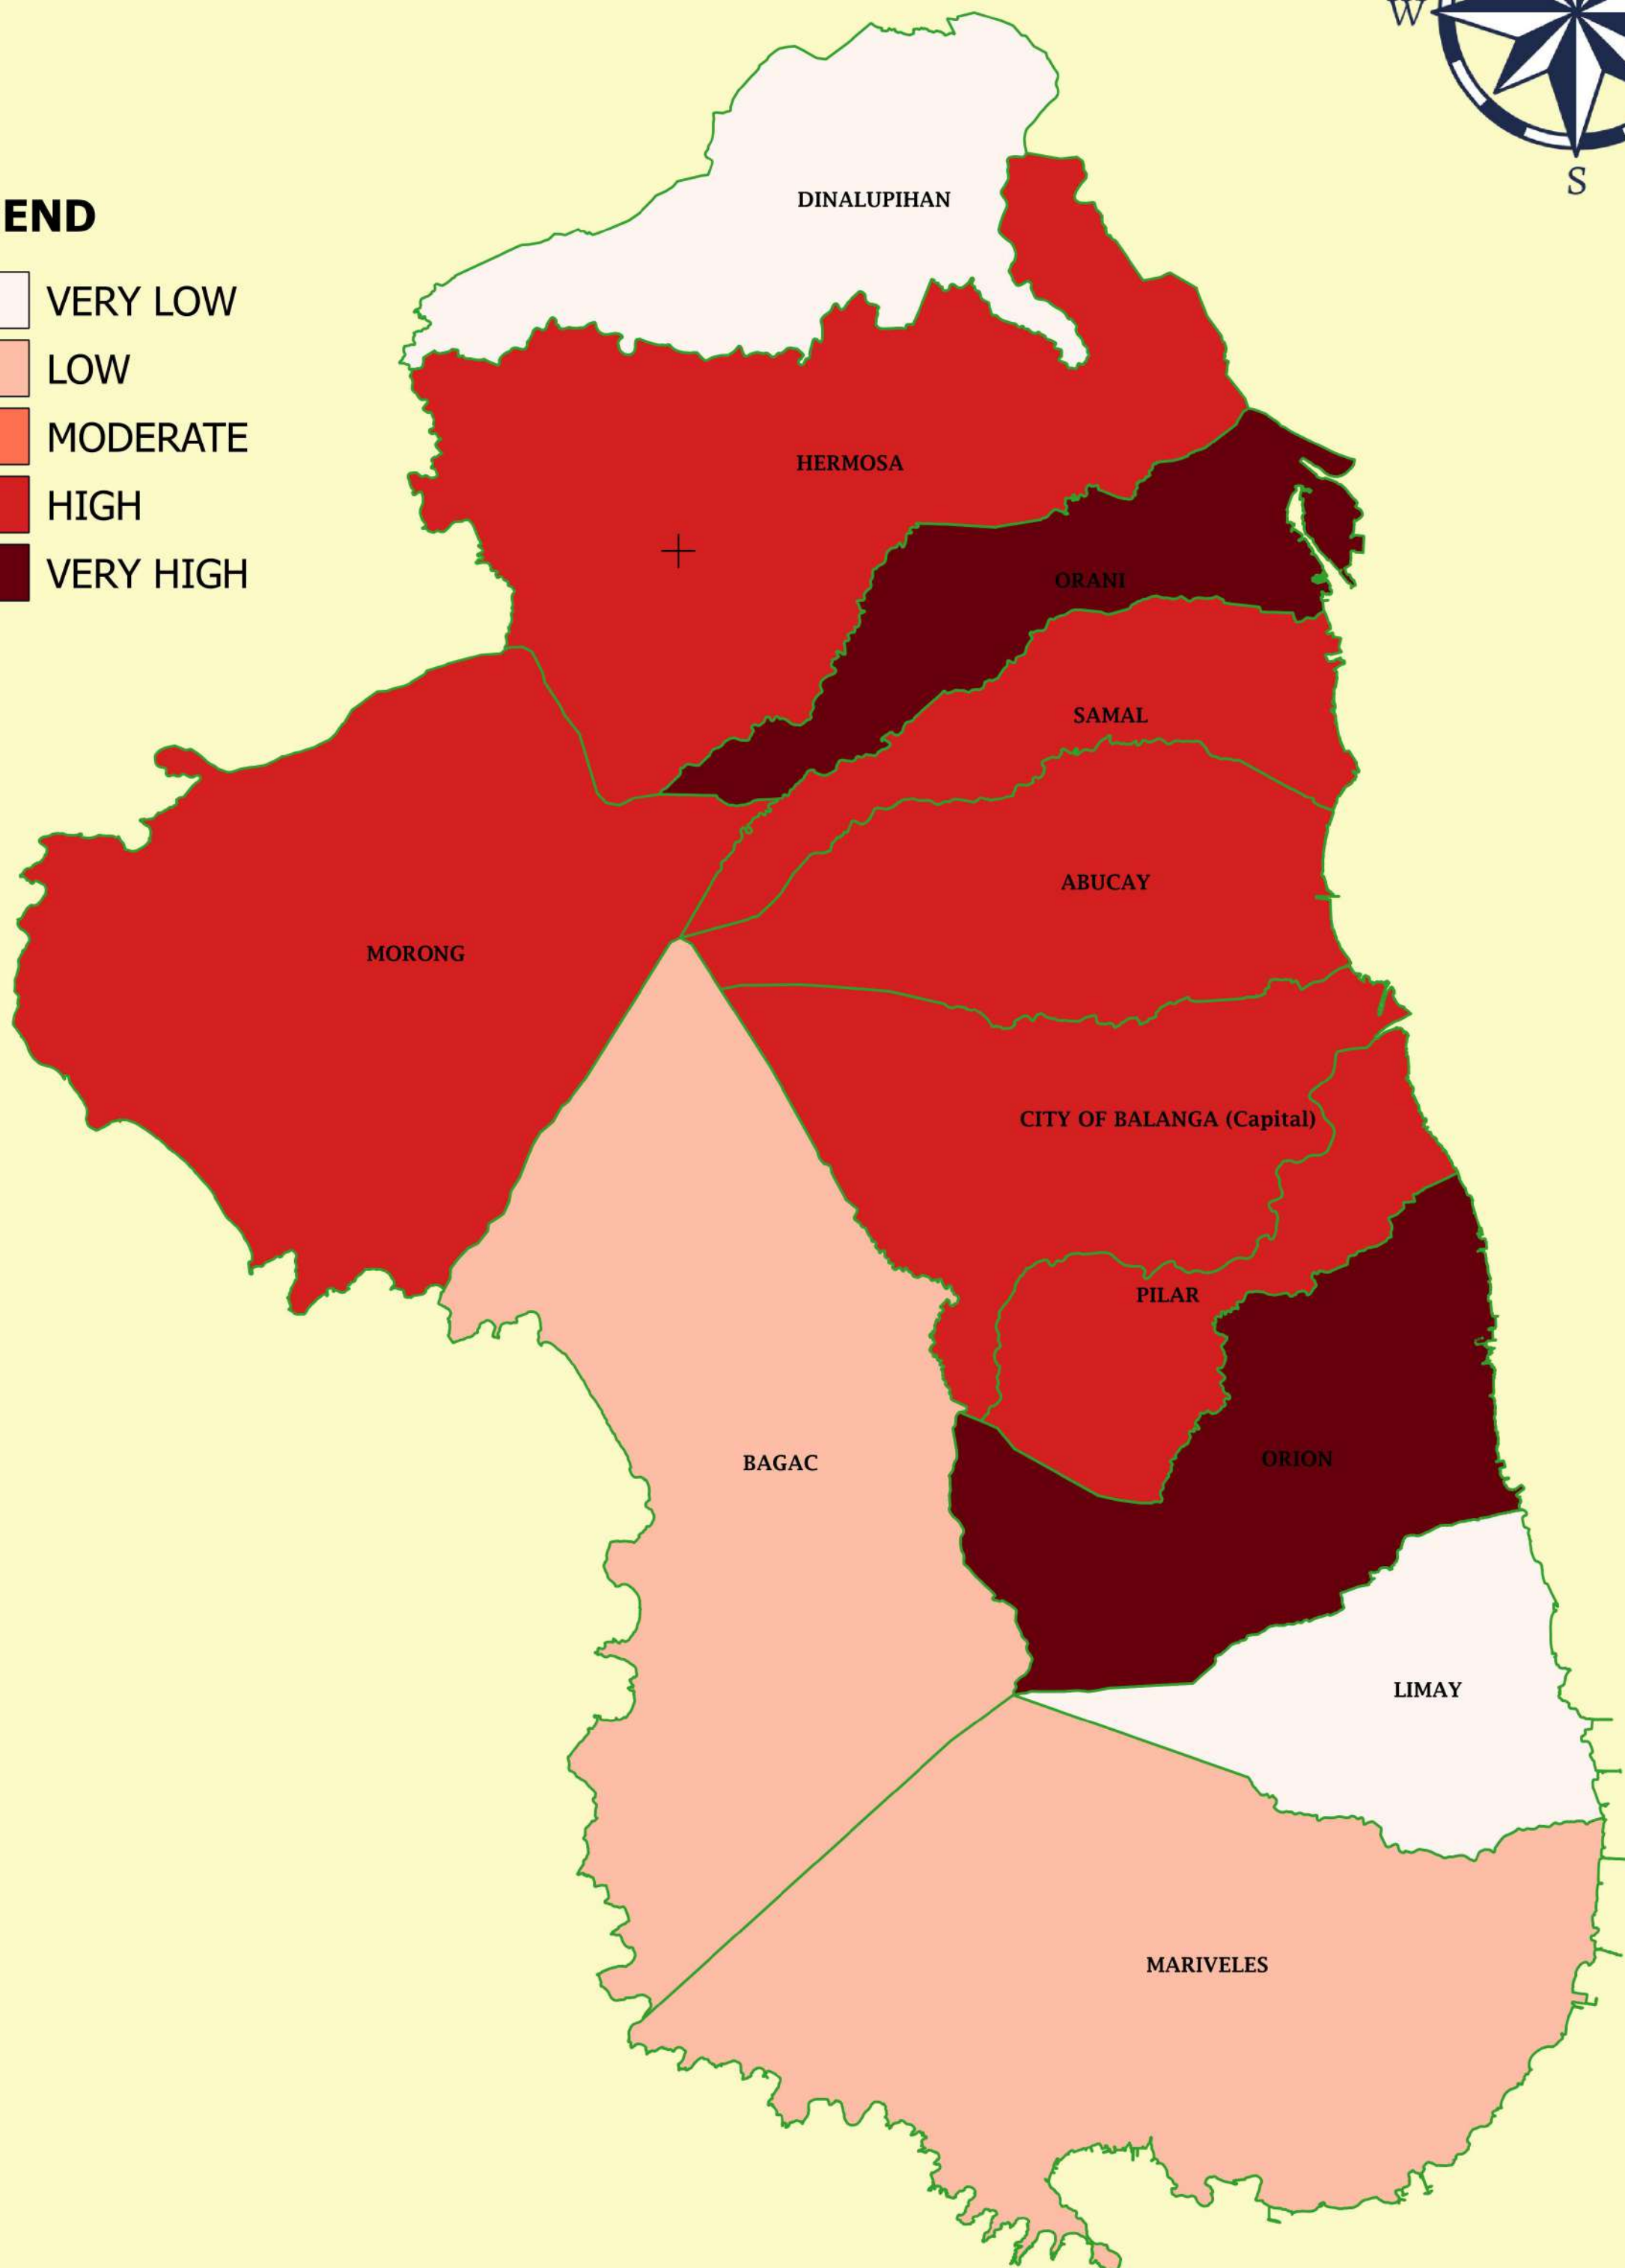 W
S
END
VERY LOW
LOW
MODERATE
HIGH
VERY HIGH
DINALUPIHAN
HERMOSA
ORANI
SAMAL
ABUCAY
MORONG
CITY OF BALANGA (Capital)
PILAR
BAGAC
ORION
LIMAY
MARIVELES